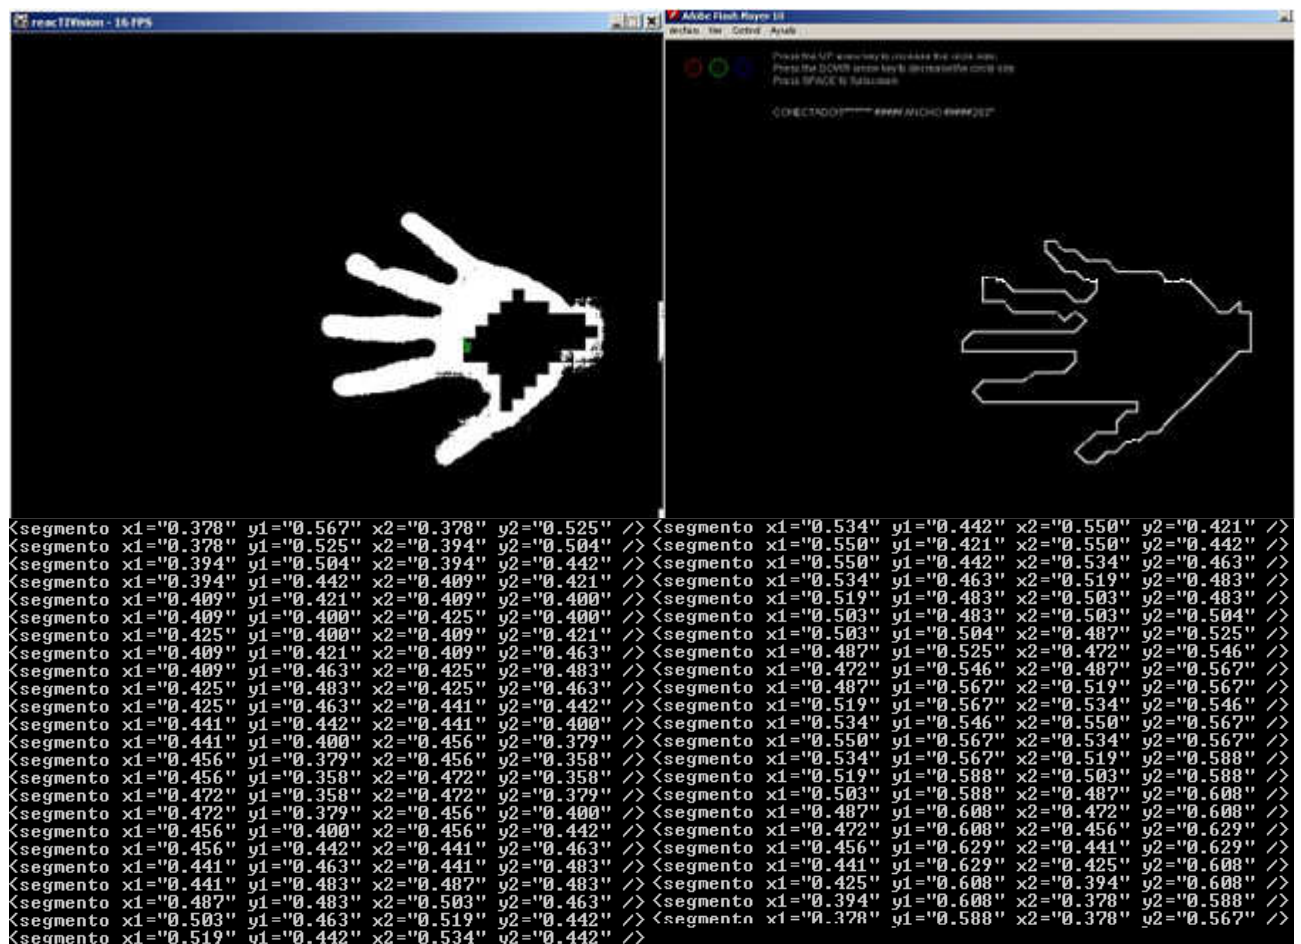 reacTIVision - 16 FPS
Adobe Flash Player 10
Archivo Ver Control Ayuda
Press the UP arrow key to increase the circle size.
Press the DOWN arrow key to decrease the circle size
Press SPACE to fullscreen
<segmento x1="0.378" y1="0.567" x2="0.378" y2="0.525" />
<segmento x1="0.378" y1="0.525" x2="0.394" y2="0.504" />
<segmento x1="0.394" y1="0.504" x2="0.394" y2="0.442" />
<segmento x1="0.394" y1="0.442" x2="0.409" y2="0.421" />
<segmento x1="0.409" y1="0.421" x2="0.409" y2="0.400" />
<segmento x1="0.409" y1="0.400" x2="0.425" y2="0.400" />
<segmento x1="0.425" y1="0.400" x2="0.409" y2="0.421" />
<segmento x1="0.409" y1="0.421" x2="0.409" y2="0.463" />
<segmento x1="0.409" y1="0.463" x2="0.425" y2="0.483" />
<segmento x1="0.425" y1="0.483" x2="0.425" y2="0.463" />
<segmento x1="0.425" y1="0.463" x2="0.441" y2="0.442" />
<segmento x1="0.441" y1="0.442" x2="0.441" y2="0.400" />
<segmento x1="0.441" y1="0.400" x2="0.456" y2="0.379" />
<segmento x1="0.456" y1="0.379" x2="0.456" y2="0.358" />
<segmento x1="0.456" y1="0.358" x2="0.472" y2="0.358" />
<segmento x1="0.472" y1="0.358" x2="0.472" y2="0.379" />
<segmento x1="0.472" y1="0.379" x2="0.456" y2="0.400" />
<segmento x1="0.456" y1="0.400" x2="0.456" y2="0.442" />
<segmento x1="0.456" y1="0.442" x2="0.441" y2="0.463" />
<segmento x1="0.441" y1="0.463" x2="0.441" y2="0.483" />
<segmento x1="0.441" y1="0.483" x2="0.487" y2="0.483" />
<segmento x1="0.487" y1="0.483" x2="0.503" y2="0.463" />
<segmento x1="0.503" y1="0.463" x2="0.519" y2="0.442" />
<segmento x1="0.519" y1="0.442" x2="0.534" y2="0.442" />
<segmento x1="0.534" y1="0.442" x2="0.550" y2="0.421" />
<segmento x1="0.550" y1="0.421" x2="0.550" y2="0.442" />
<segmento x1="0.550" y1="0.442" x2="0.534" y2="0.463" />
<segmento x1="0.534" y1="0.463" x2="0.519" y2="0.483" />
<segmento x1="0.519" y1="0.483" x2="0.503" y2="0.483" />
<segmento x1="0.503" y1="0.483" x2="0.503" y2="0.504" />
<segmento x1="0.503" y1="0.504" x2="0.487" y2="0.525" />
<segmento x1="0.487" y1="0.525" x2="0.472" y2="0.546" />
<segmento x1="0.472" y1="0.546" x2="0.487" y2="0.567" />
<segmento x1="0.487" y1="0.567" x2="0.519" y2="0.567" />
<segmento x1="0.519" y1="0.567" x2="0.534" y2="0.546" />
<segmento x1="0.534" y1="0.546" x2="0.550" y2="0.567" />
<segmento x1="0.550" y1="0.567" x2="0.534" y2="0.567" />
<segmento x1="0.534" y1="0.567" x2="0.519" y2="0.588" />
<segmento x1="0.519" y1="0.588" x2="0.503" y2="0.588" />
<segmento x1="0.503" y1="0.588" x2="0.487" y2="0.608" />
<segmento x1="0.487" y1="0.608" x2="0.472" y2="0.608" />
<segmento x1="0.472" y1="0.608" x2="0.456" y2="0.629" />
<segmento x1="0.456" y1="0.629" x2="0.441" y2="0.629" />
<segmento x1="0.441" y1="0.629" x2="0.425" y2="0.608" />
<segmento x1="0.425" y1="0.608" x2="0.394" y2="0.608" />
<segmento x1="0.394" y1="0.608" x2="0.378" y2="0.588" />
<segmento x1="0.378" y1="0.588" x2="0.378" y2="0.567" />